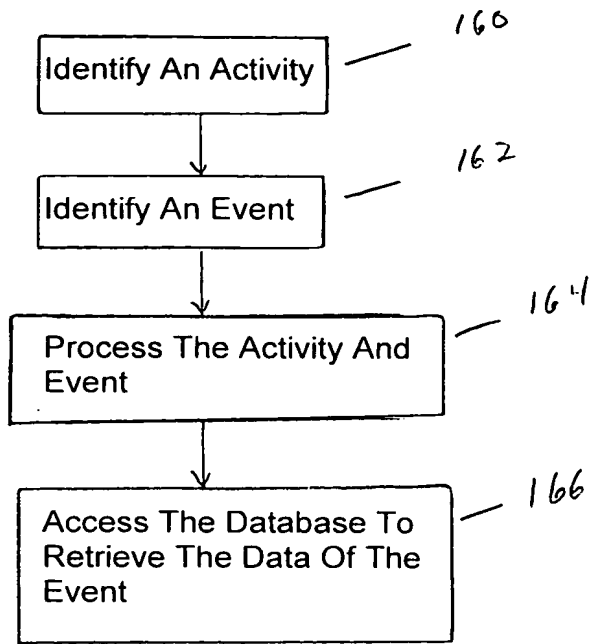 160
Identify An Activity
162
Identify An Event
164
Process The Activity And
Event
166
Access The Database To
Retrieve The Data Of The
Event